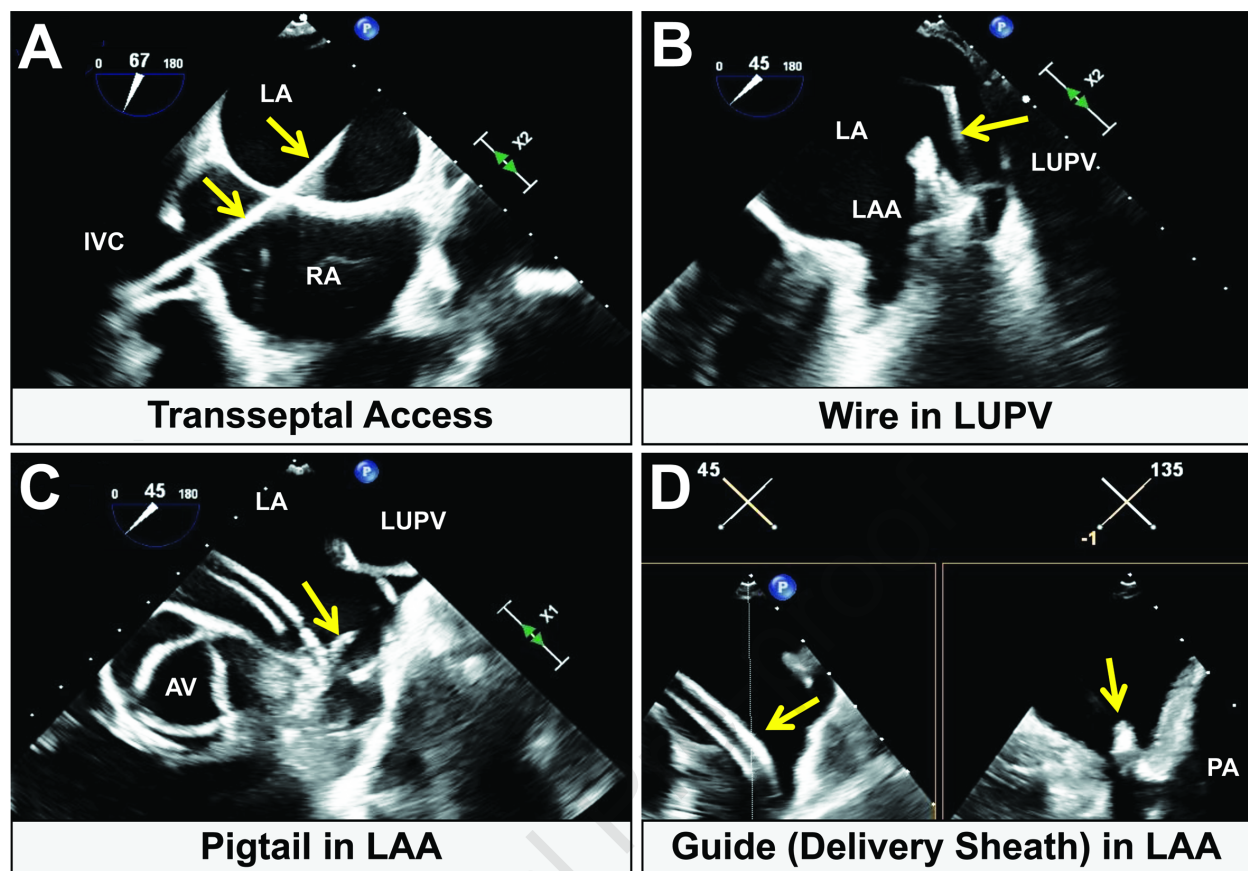 A
0 67 180
P
LA
X2
IVC
RA
Transseptal Access
B
0 45 180
P
X2
LA
LUPV
LAA
Wire in LUPV
C
0 45 180
P
LA
LUPV
X1
AV
Pigtail in LAA
D
45
135
-1
P
PA
Guide (Delivery Sheath) in LAA